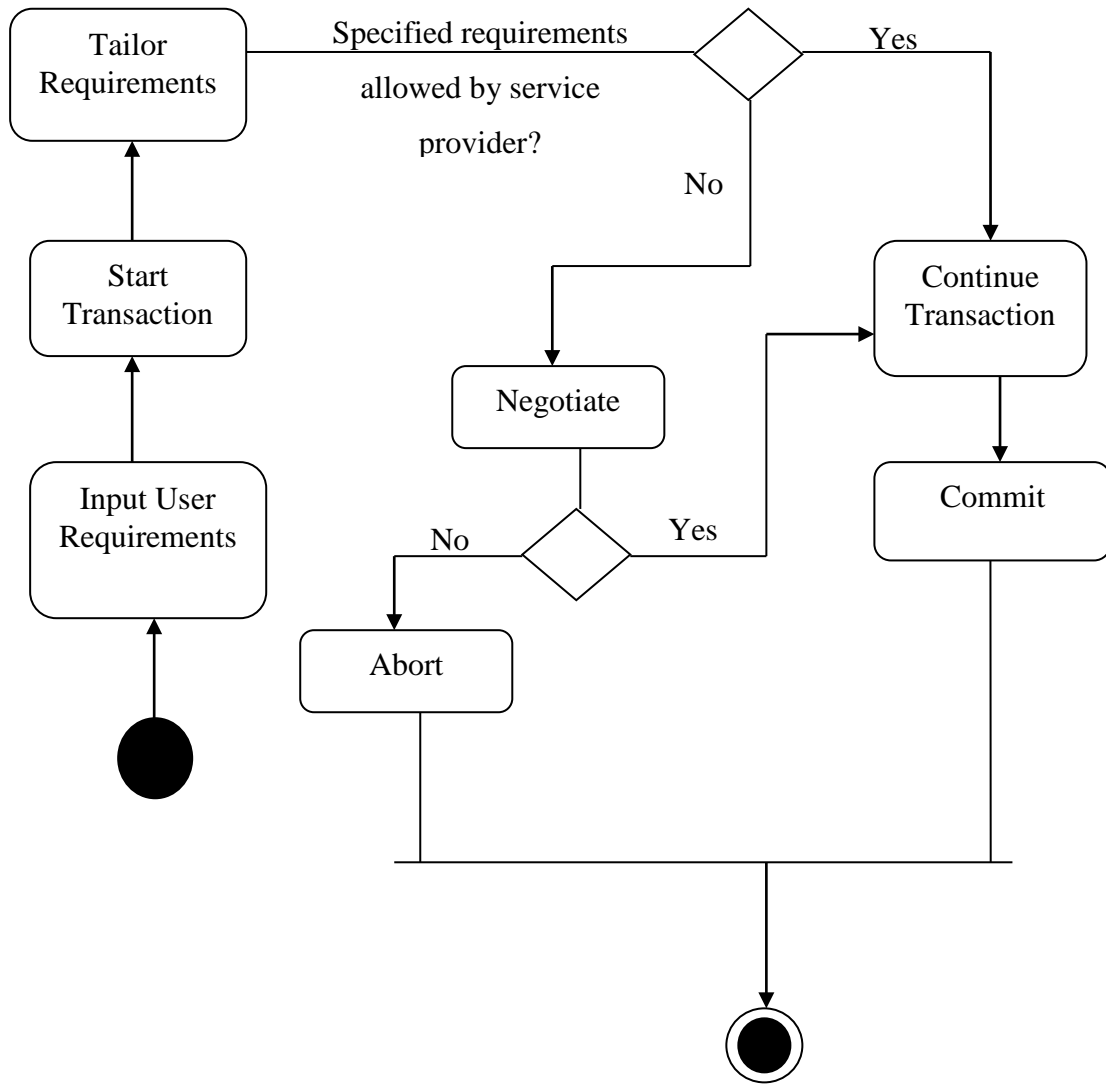 Tailor
Requirements
Specified requirements
allowed by service
provider?
Yes
No
Start
Transaction
Continue
Transaction
Negotiate
Input User
Requirements
Commit
No
Yes
Abort